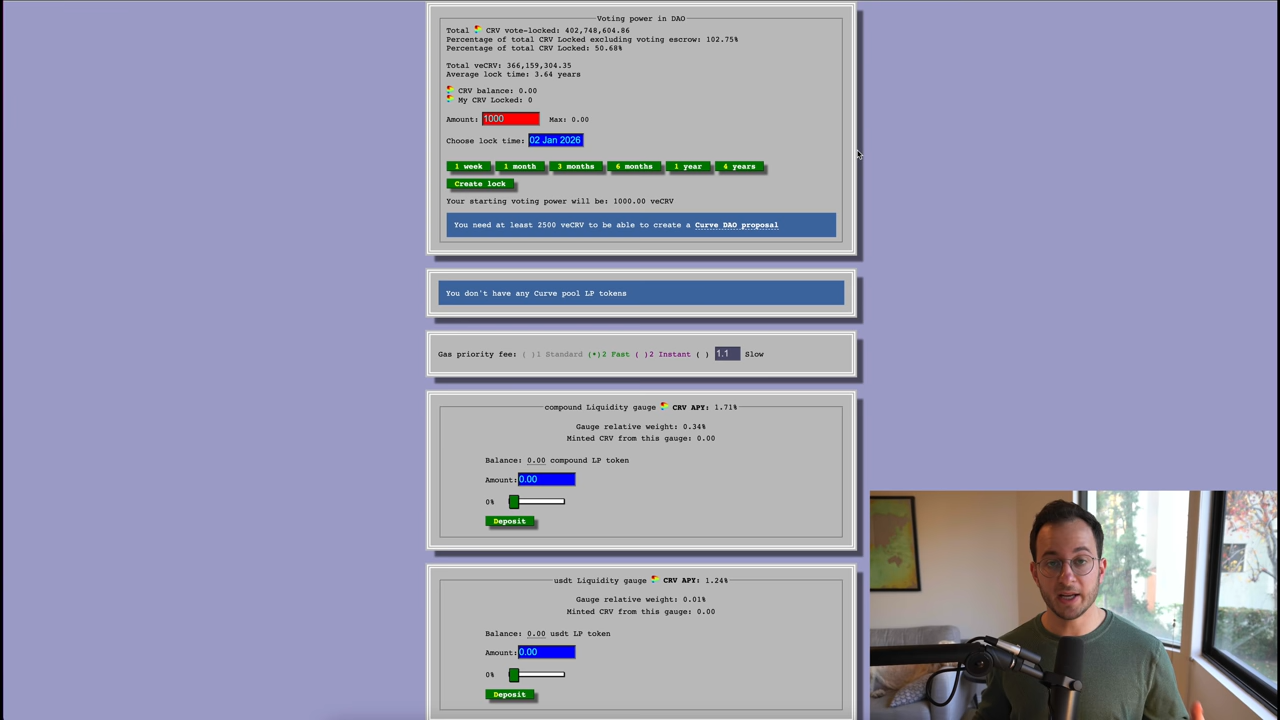 Voting power in DAO
Total CRV vote-locked: 402,748,604.86
Percentage of total CRV Locked excluding voting escrow: 102.75%
Percentage of total CRV Locked: 50.68%
Total veCRV: 366,159,304.35
Average lock time: 3.64 years
CRV balance: 0.00
My CRV Locked: 0
Amount: 1000 Max: 0.00
Choose lock time: 02 Jan 2026
1 week 1 month 3 months 6 months 1 year 4 years
Create lock
Your starting voting power will be: 1000.00 veCRV
You need at least 2500 veCRV to be able to create a Curve DAO proposal
You don't have any Curve pool LP tokens
Gas priority fee: ( )1 Standard (•)2 Fast ( )2 Instant ( ) 1.1 Slow
compound Liquidity gauge CRV APY: 1.71%
Gauge relative weight: 0.34%
Minted CRV from this gauge: 0.00
Balance: 0.00 compound LP token
Amount: 0.00
0%
Deposit
usdt Liquidity gauge CRV APY: 1.24%
Gauge relative weight: 0.01%
Minted CRV from this gauge: 0.00
Balance: 0.00 usdt LP token
Amount: 0.00
0%
Deposit